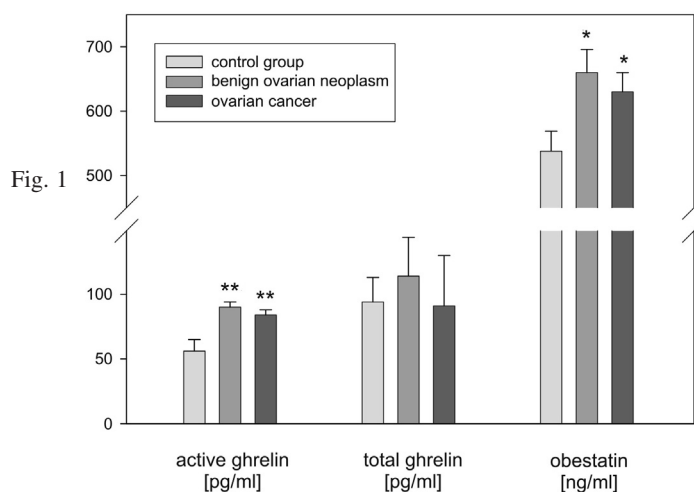 700
control group
benign ovarian neoplasm
ovarian cancer
600
500
Fig. 1
100
50
0
* *
** **
active ghrelin
[pg/ml]
total ghrelin
[pg/ml]
obestatin
[ng/ml]